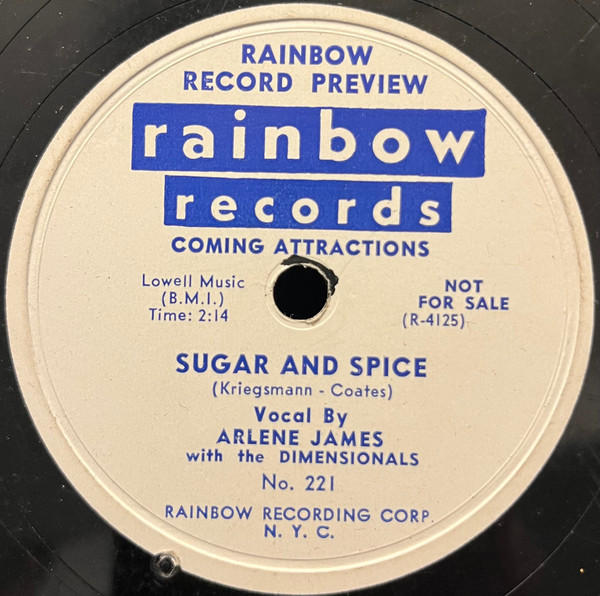 RAINBOW
RECORD PREVIEW
rainbow
records
COMING ATTRACTIONS
Lowell Music
(B.M.I.)
Time: 2:14
NOT
FOR SALE
(R-4125)
SUGAR AND SPICE
(Kriegsmann - Coates)
Vocal By
ARLENE JAMES
with the DIMENSIONALS
No. 221
RAINBOW RECORDING CORP.
N. Y. C.